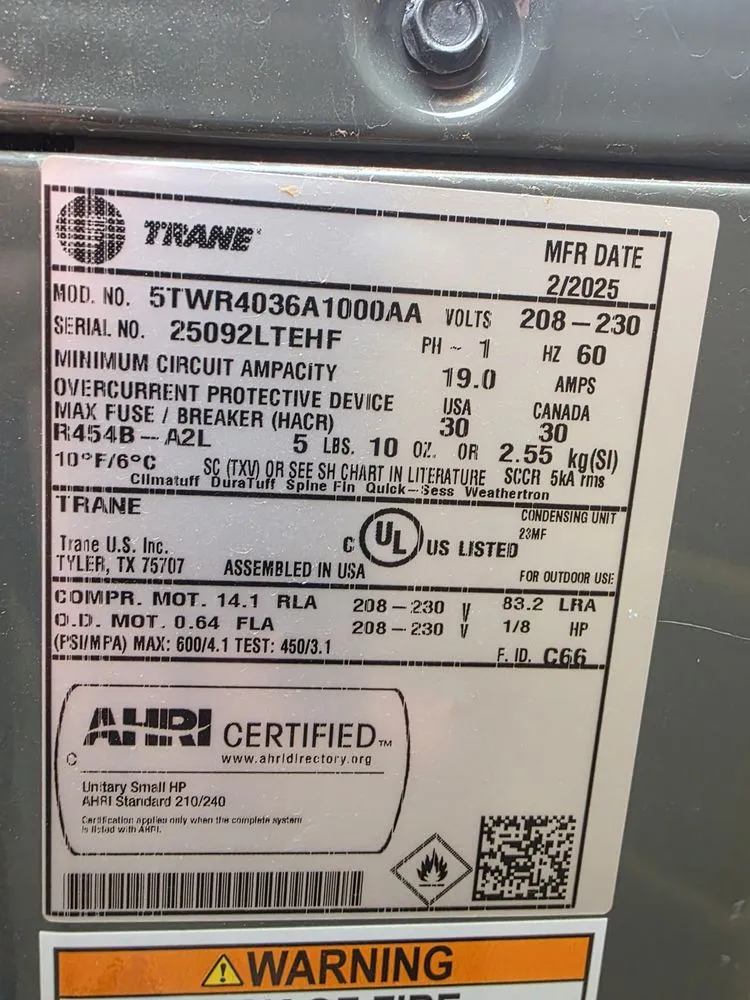 TRANE
MFR DATE
2/2025
MOD. NO. 5TWR4036A1000AA VOLTS 208-230
SERIAL NO. 25092LTEHF PH ~ 1 HZ 60
MINIMUM CIRCUIT AMPACITY 19.0 AMPS
OVERCURRENT PROTECTIVE DEVICE USA CANADA
MAX FUSE / BREAKER (HACR) 30 30
R454B - A2L 5 LBS. 10 OZ. OR 2.55 kg(SI)
10°F/6°C SC (TXV) OR SEE SH CHART IN LITERATURE SCCR 5kA rms
Climatuff DuraTuff Spine Fin Quick-Sess Weathertron
TRANE CONDENSING UNIT
23MF
Trane U.S. Inc. C UL US LISTED
TYLER, TX 75707 ASSEMBLED IN USA FOR OUTDOOR USE
COMPR. MOT. 14.1 RLA 208-230 V 83.2 LRA
O.D. MOT. 0.64 FLA 208-230 V 1/8 HP
(PSI/MPA) MAX: 600/4.1 TEST: 450/3.1 F. ID. C66
AHRI CERTIFIED™
www.ahridirectory.org
C
Unitary Small HP
AHRI Standard 210/240
Certification applies only when the complete system
is listed with AHRI.
WARNING